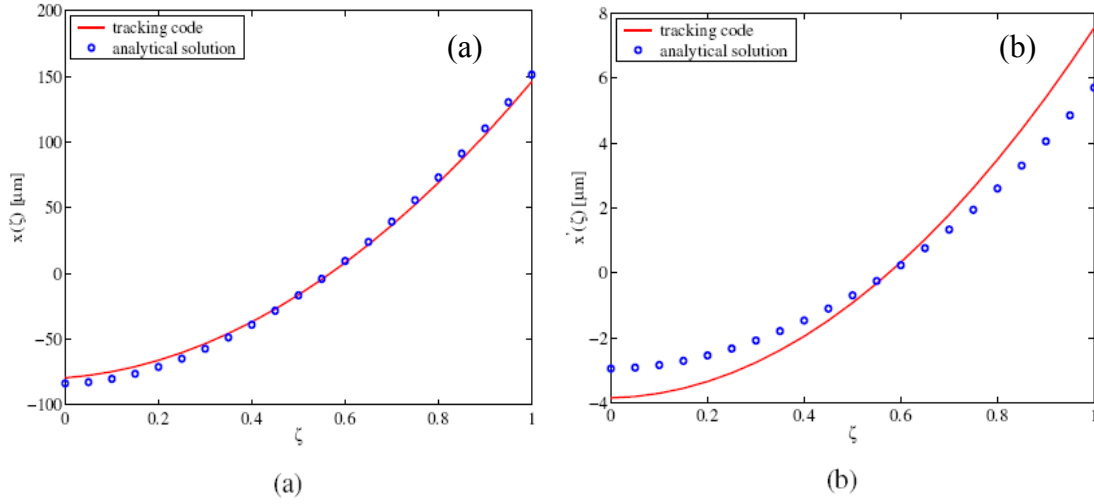 200
150
100
50
0
−50
−100
x(ζ) [μm]
tracking code
analytical solution
(a)
0
0.2
0.4
0.6
0.8
1
ζ
(a)
8
6
4
2
0
−2
−4
x'(ζ) [μm]
tracking code
analytical solution
(b)
0
0.2
0.4
0.6
0.8
1
ζ
(b)